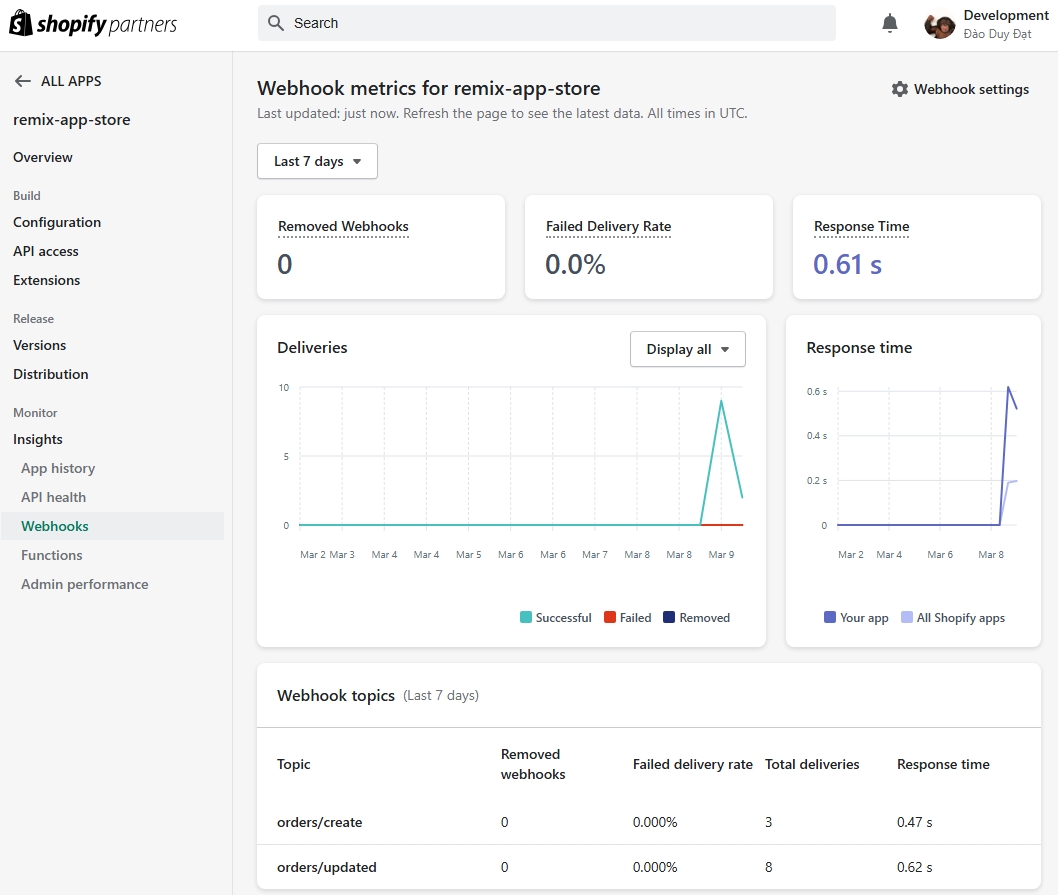 shopify partners
Search
Development
Đào Duy Đạt
ALL APPS
remix-app-store
Overview
Build
Configuration
API access
Extensions
Release
Versions
Distribution
Monitor
Insights
App history
API health
Webhooks
Functions
Admin performance
Webhook metrics for remix-app-store
Webhook settings
Last updated: just now. Refresh the page to see the latest data. All times in UTC.
Last 7 days
Removed Webhooks
0
Failed Delivery Rate
0.0%
Response Time
0.61 s
Deliveries
Display all
10
5
0
Mar 2 Mar 3 Mar 4 Mar 4 Mar 5 Mar 6 Mar 6 Mar 7 Mar 8 Mar 8 Mar 9
Successful Failed Removed
Response time
0.6 s
0.4 s
0.2 s
0
Mar 2 Mar 4 Mar 6 Mar 8
Your app All Shopify apps
Webhook topics (Last 7 days)
Topic Removed webhooks Failed delivery rate Total deliveries Response time
orders/create 0 0.000% 3 0.47 s
orders/updated 0 0.000% 8 0.62 s